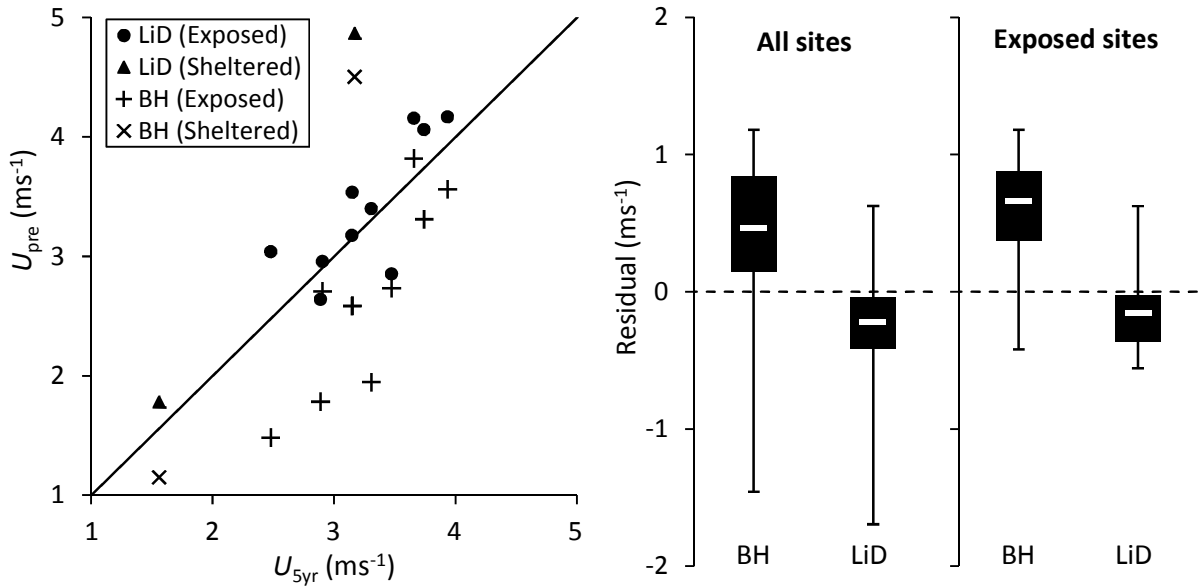 5
4
3
2
1
U_pre (ms⁻¹)
LiD (Exposed)
LiD (Sheltered)
BH (Exposed)
BH (Sheltered)
1 2 3 4 5
U_5yr (ms⁻¹)
2
1
0
-1
-2
Residual (ms⁻¹)
All sites
Exposed sites
BH LiD BH LiD